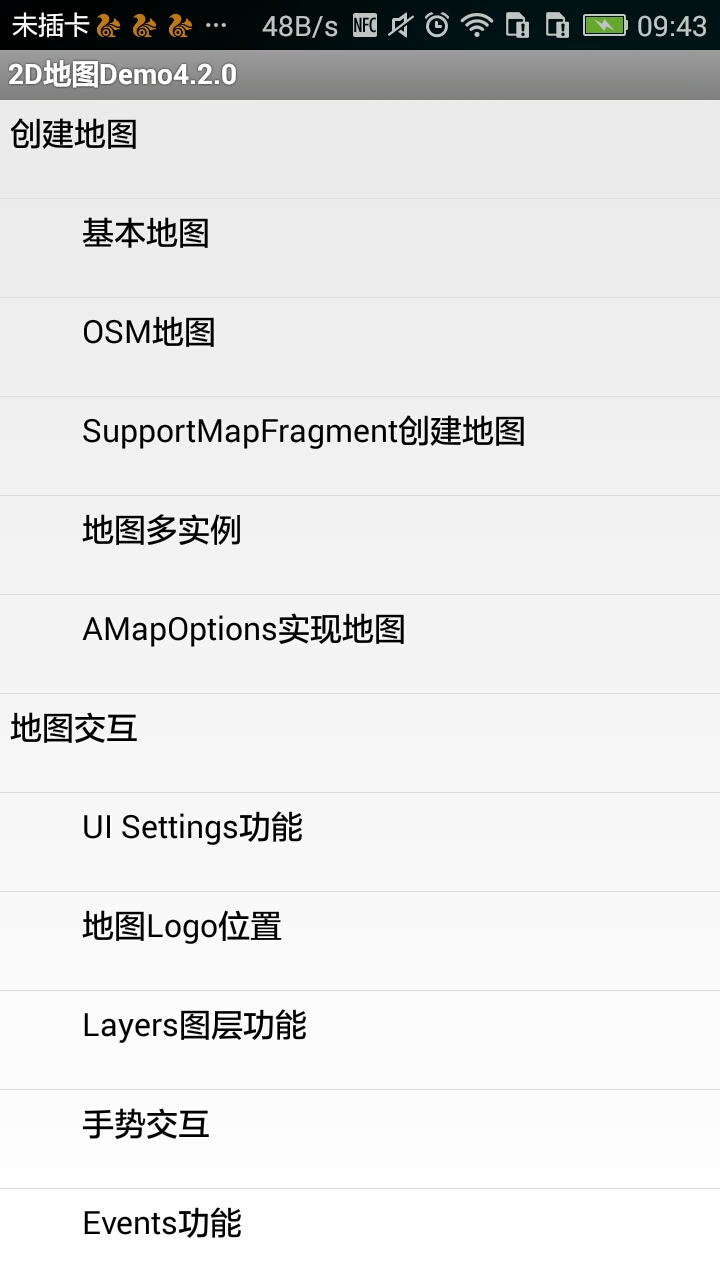 未插卡 ... 48B/s NFC 09:43
2D地图Demo4.2.0
创建地图
基本地图
OSM地图
SupportMapFragment创建地图
地图多实例
AMapOptions实现地图
地图交互
UI Settings功能
地图Logo位置
Layers图层功能
手势交互
Events功能